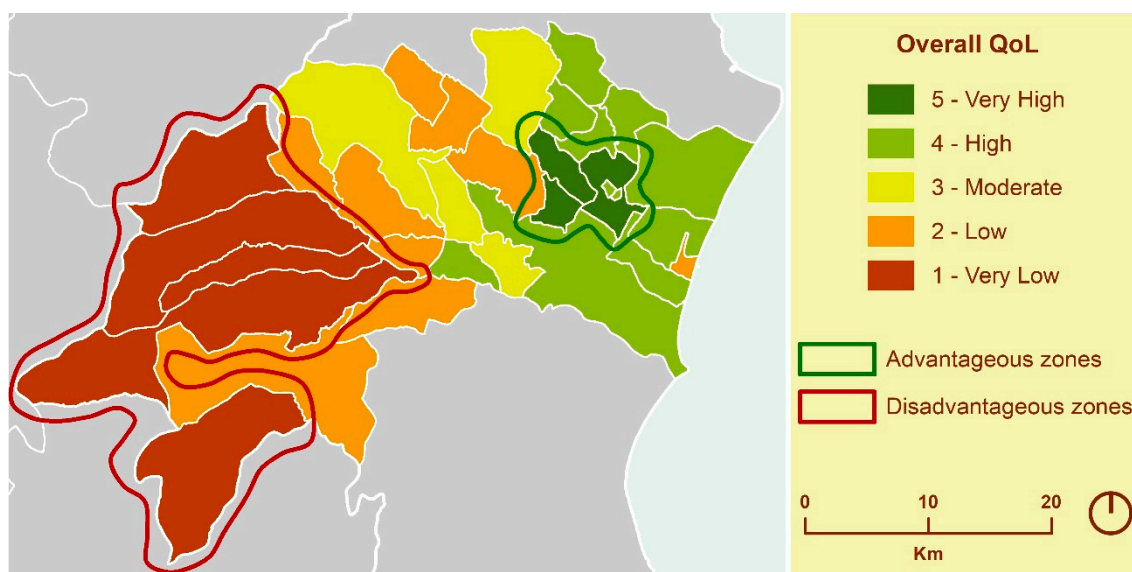 Overall QoL
5 - Very High
4 - High
3 - Moderate
2 - Low
1 - Very Low
Advantageous zones
Disadvantageous zones
0 10 20
Km